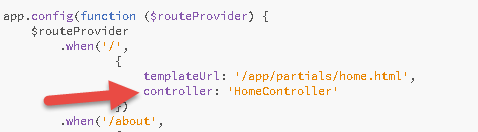 app.config(function ($routeProvider) {
$routeProvider
.when('/',
{
templateUrl: '/app/partials/home.html',
controller: 'HomeController'
})
.when('/about',